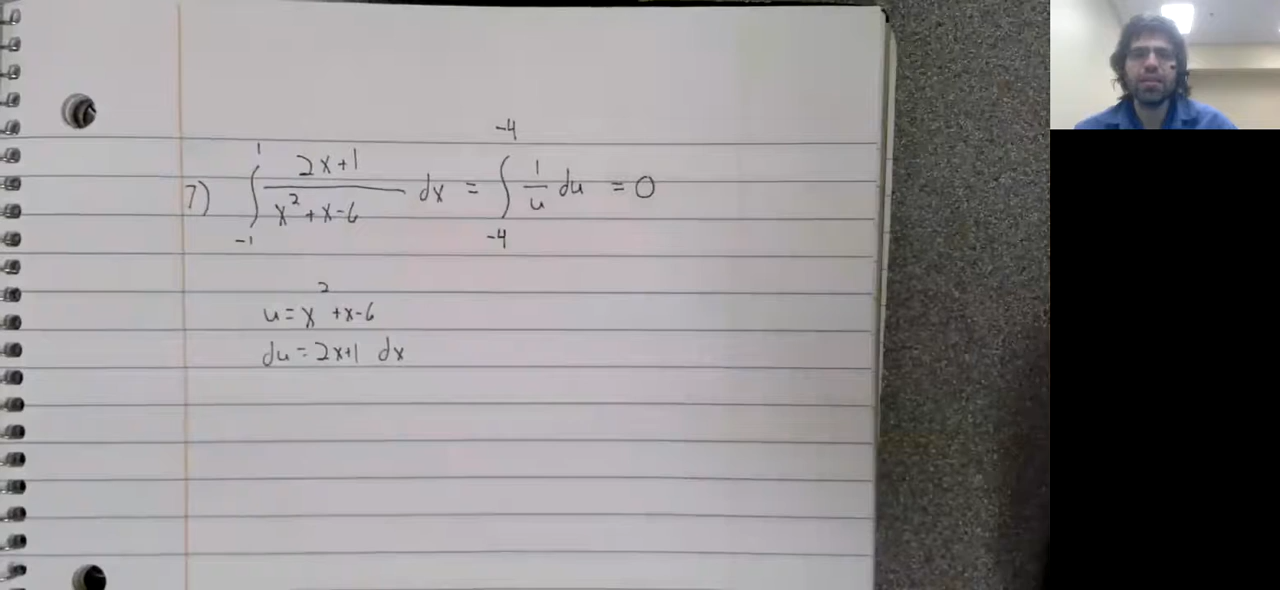 7) ∫_{-1}^{1} (2x+1)/(x²+x-6) dx = ∫_{-4}^{-4} 1/u du = 0
u = x² + x-6
du = 2x+1 dx